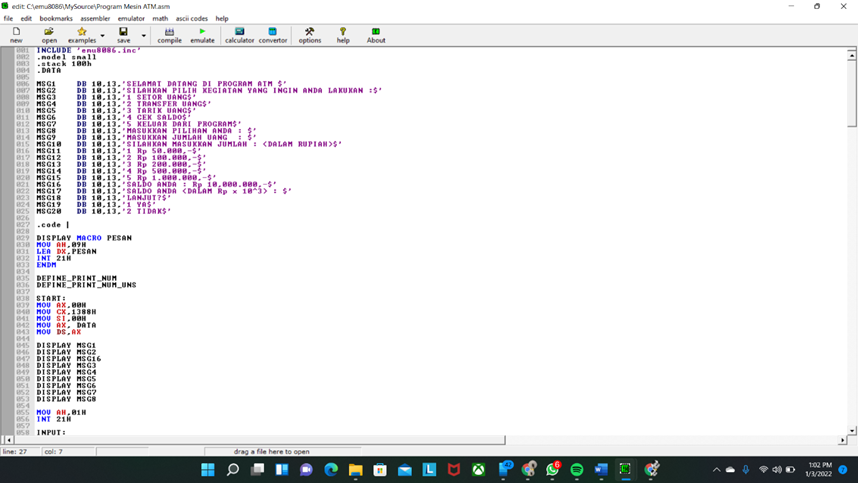 edit: C:\emu8086\MySource\Program Mesin ATM.asm
file edit bookmarks assembler emulator math ascii codes help
new open examples save compile emulate calculator convertor options help About
001 INCLUDE 'emu8086.inc'
002 .model small
003 .stack 100h
004 .DATA
005
006 MSG1 DB 10,13,'SELAMAT DATANG DI PROGRAM ATM $'
007 MSG2 DB 10,13,'SILAHKAN PILIH KEGIATAN YANG INGIN ANDA LAKUKAN :$'
008 MSG3 DB 10,13,'1 SETOR UANG$'
009 MSG4 DB 10,13,'2 TRANSFER UANG$'
010 MSG5 DB 10,13,'3 TARIK UANG$'
011 MSG6 DB 10,13,'4 CEK SALDO$'
012 MSG7 DB 10,13,'5 KELUAR DARI PROGRAM$'
013 MSG8 DB 10,13,'MASUKKAN PILIHAN ANDA : $'
014 MSG9 DB 10,13,'MASUKKAN JUMLAH UANG : $'
015 MSG10 DB 10,13,'SILAHKAN MASUKKAN JUMLAH : (DALAM RUPIAH)$'
016 MSG11 DB 10,13,'1 Rp 50.000,-$'
017 MSG12 DB 10,13,'2 Rp 100.000,-$'
018 MSG13 DB 10,13,'3 Rp 200.000,-$'
019 MSG14 DB 10,13,'4 Rp 500.000,-$'
020 MSG15 DB 10,13,'5 Rp 1.000.000,-$'
021 MSG16 DB 10,13,'SALDO ANDA : Rp 10.000.000,-$'
022 MSG17 DB 10,13,'SALDO ANDA (DALAM Rp x 10^3) : $'
023 MSG18 DB 10,13,'LANJUT?$'
024 MSG19 DB 10,13,'1 YA$'
025 MSG20 DB 10,13,'2 TIDAK$'
026
027 .code
028
029 DISPLAY MACRO PESAN
030 MOV AH,09H
031 LEA DX,PESAN
032 INT 21H
033 ENDM
034
035 DEFINE_PRINT_NUM
036 DEFINE_PRINT_NUM_UNS
037
038 START:
039 MOV AX,00H
040 MOV CX,1388H
041 MOV SI,00H
042 MOV AX, DATA
043 MOV DS,AX
044
045 DISPLAY MSG1
046 DISPLAY MSG2
047 DISPLAY MSG16
048 DISPLAY MSG3
049 DISPLAY MSG4
050 DISPLAY MSG5
051 DISPLAY MSG6
052 DISPLAY MSG7
053 DISPLAY MSG8
054
055 MOV AH,01H
056 INT 21H
057
058 INPUT:
line: 27 col: 7 drag a file here to open
1:02 PM
1/3/2022